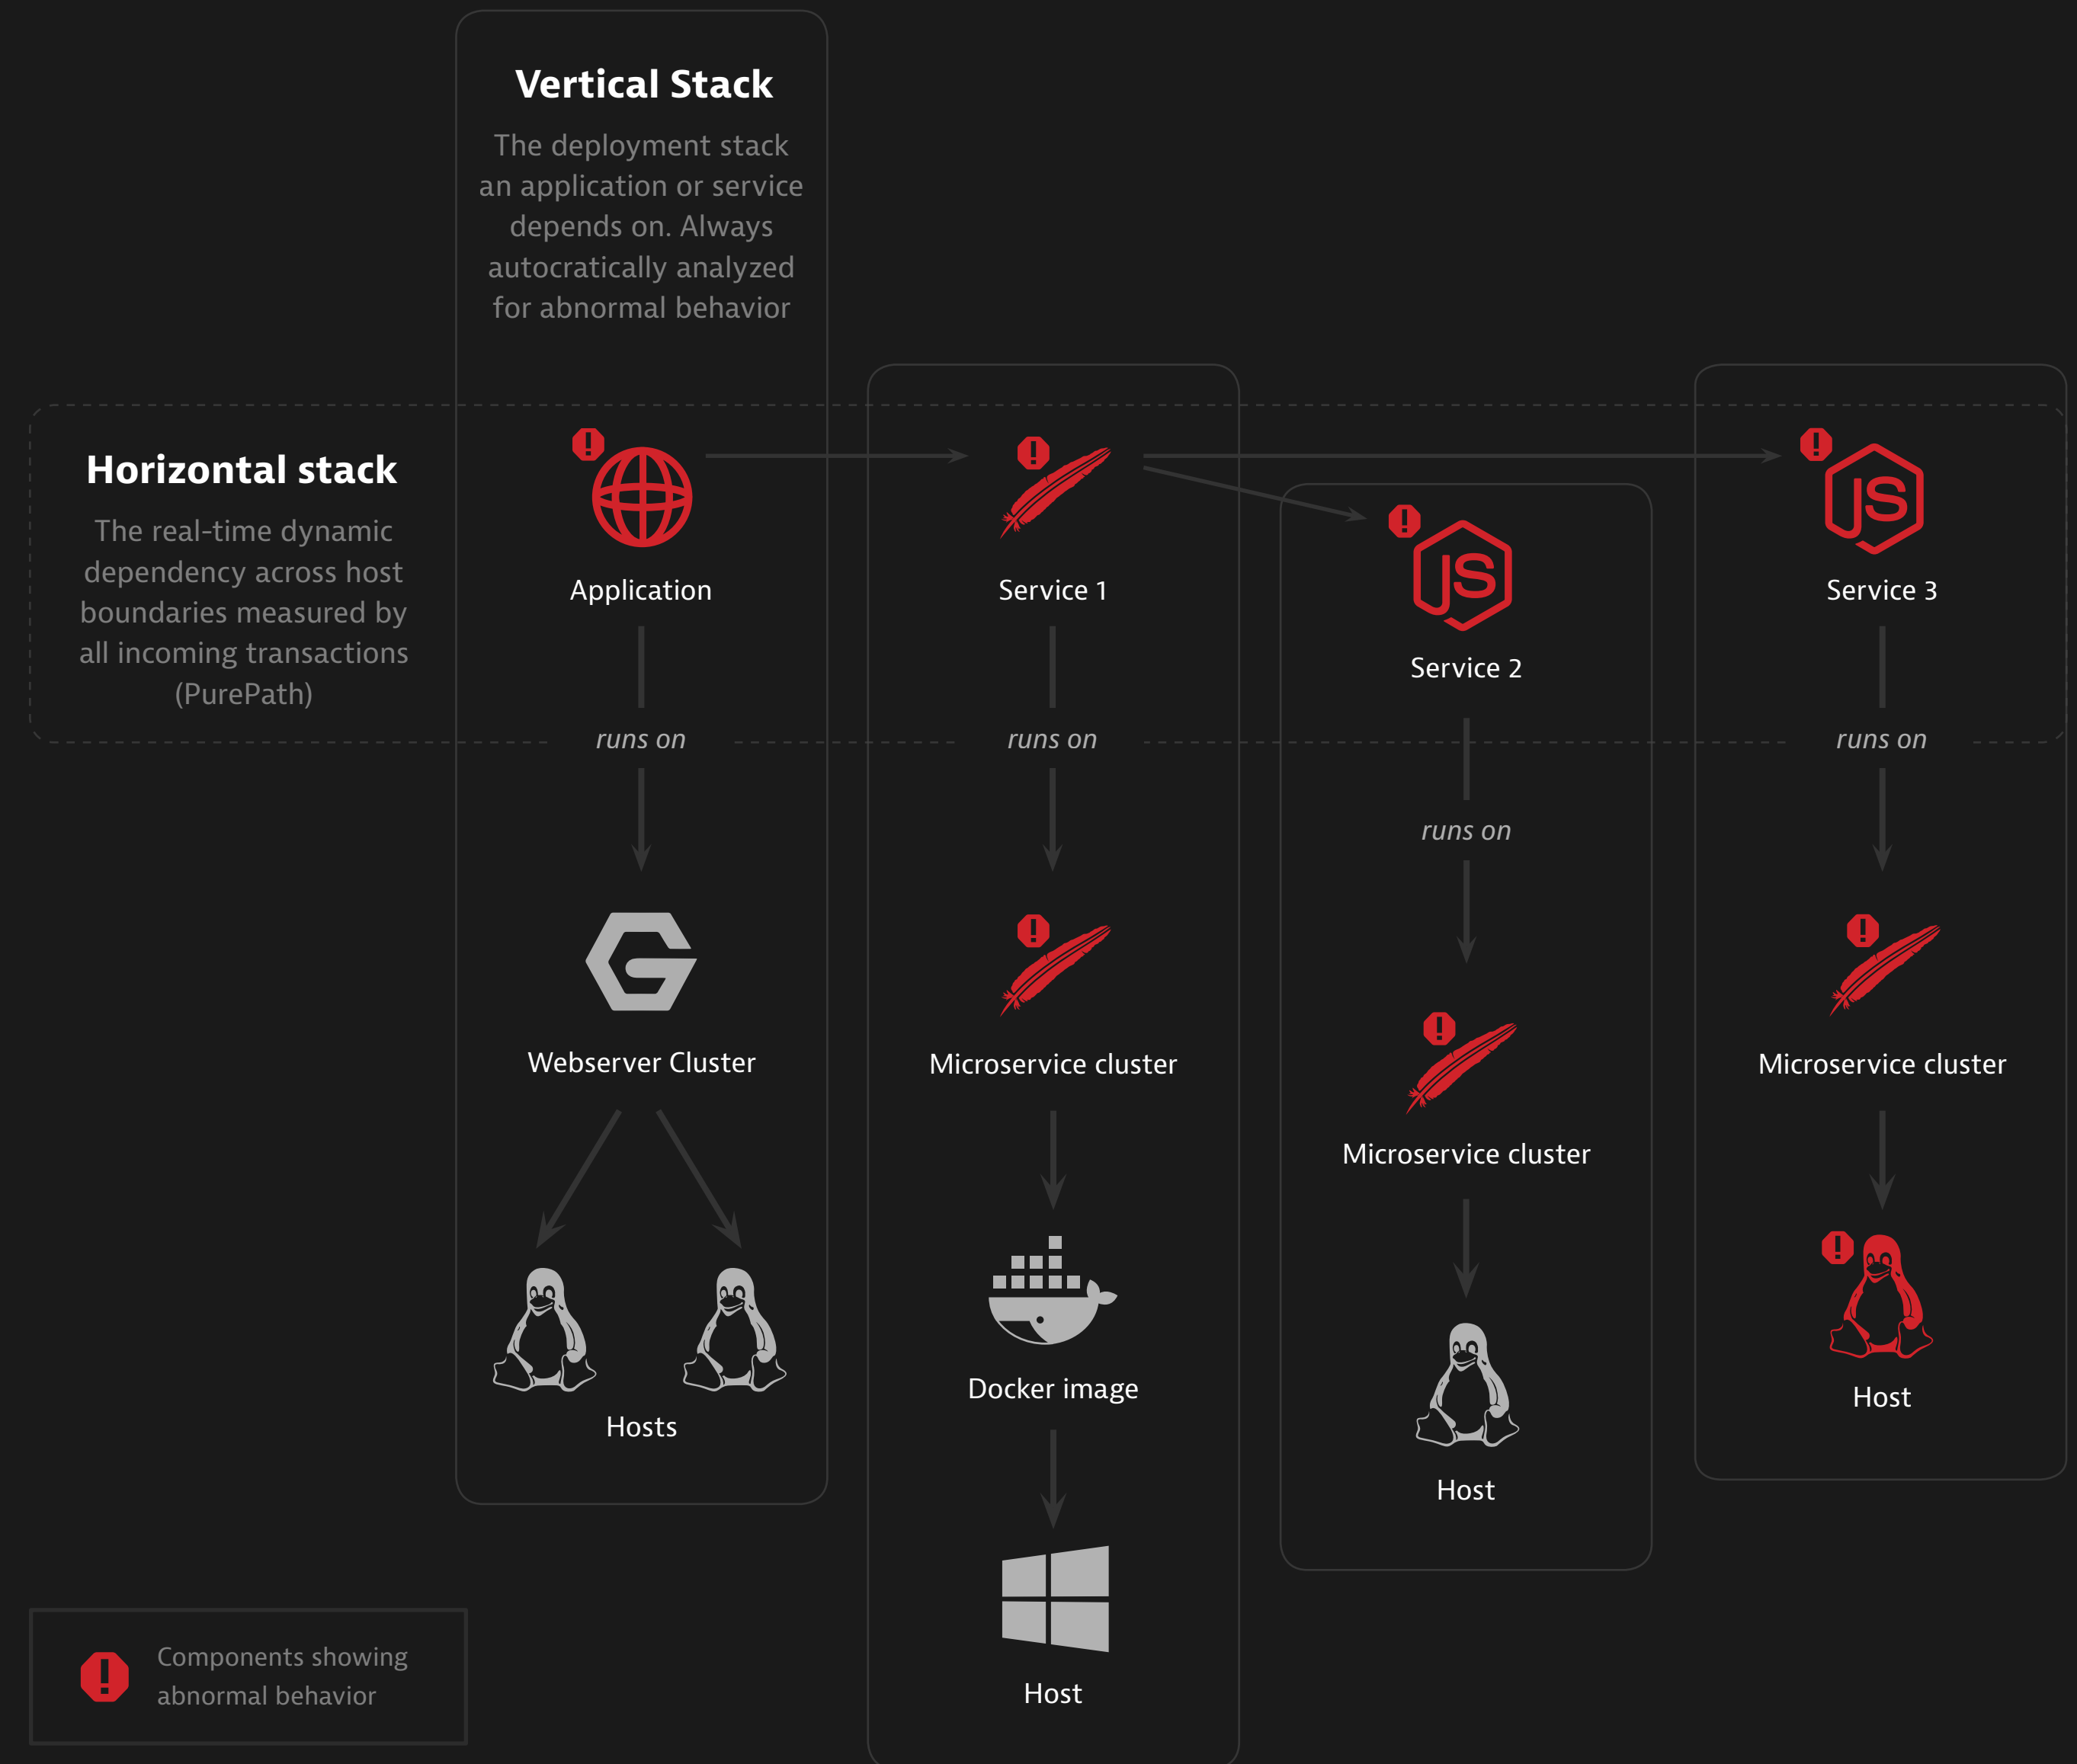 Vertical Stack
The deployment stack
an application or service
depends on. Always
autocratically analyzed
for abnormal behavior
Horizontal stack
The real-time dynamic
dependency across host
boundaries measured by
all incoming transactions
(PurePath)
Application
Service 1
Service 2
Service 3
runs on
runs on
runs on
runs on
JS
JS
Webserver Cluster
Microservice cluster
Microservice cluster
Microservice cluster
Hosts
Docker image
Host
Host
Host
Components showing
abnormal behavior